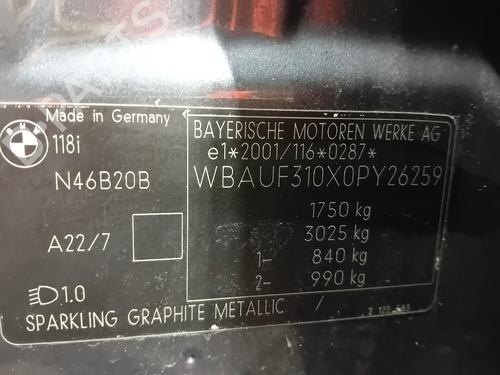 Made in Germany
BMW
118i
N46B20B
A22/7
1.0
SPARKLING GRAPHITE METALLIC /
BAYERISCHE MOTOREN WERKE AG
e1*2001/116*0287*
WBAUF310X0PY26259
1750 kg
3025 kg
1– 840 kg
2– 990 kg